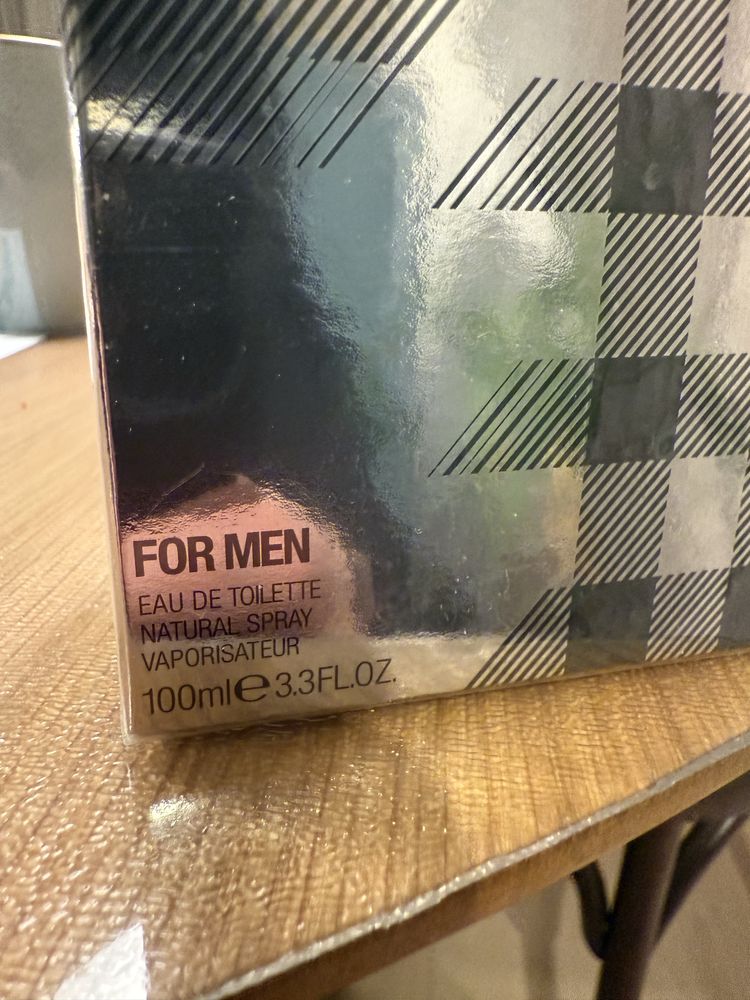 FOR MEN
EAU DE TOILETTE
NATURAL SPRAY
VAPORISATEUR
100ml℮3.3FL.OZ.